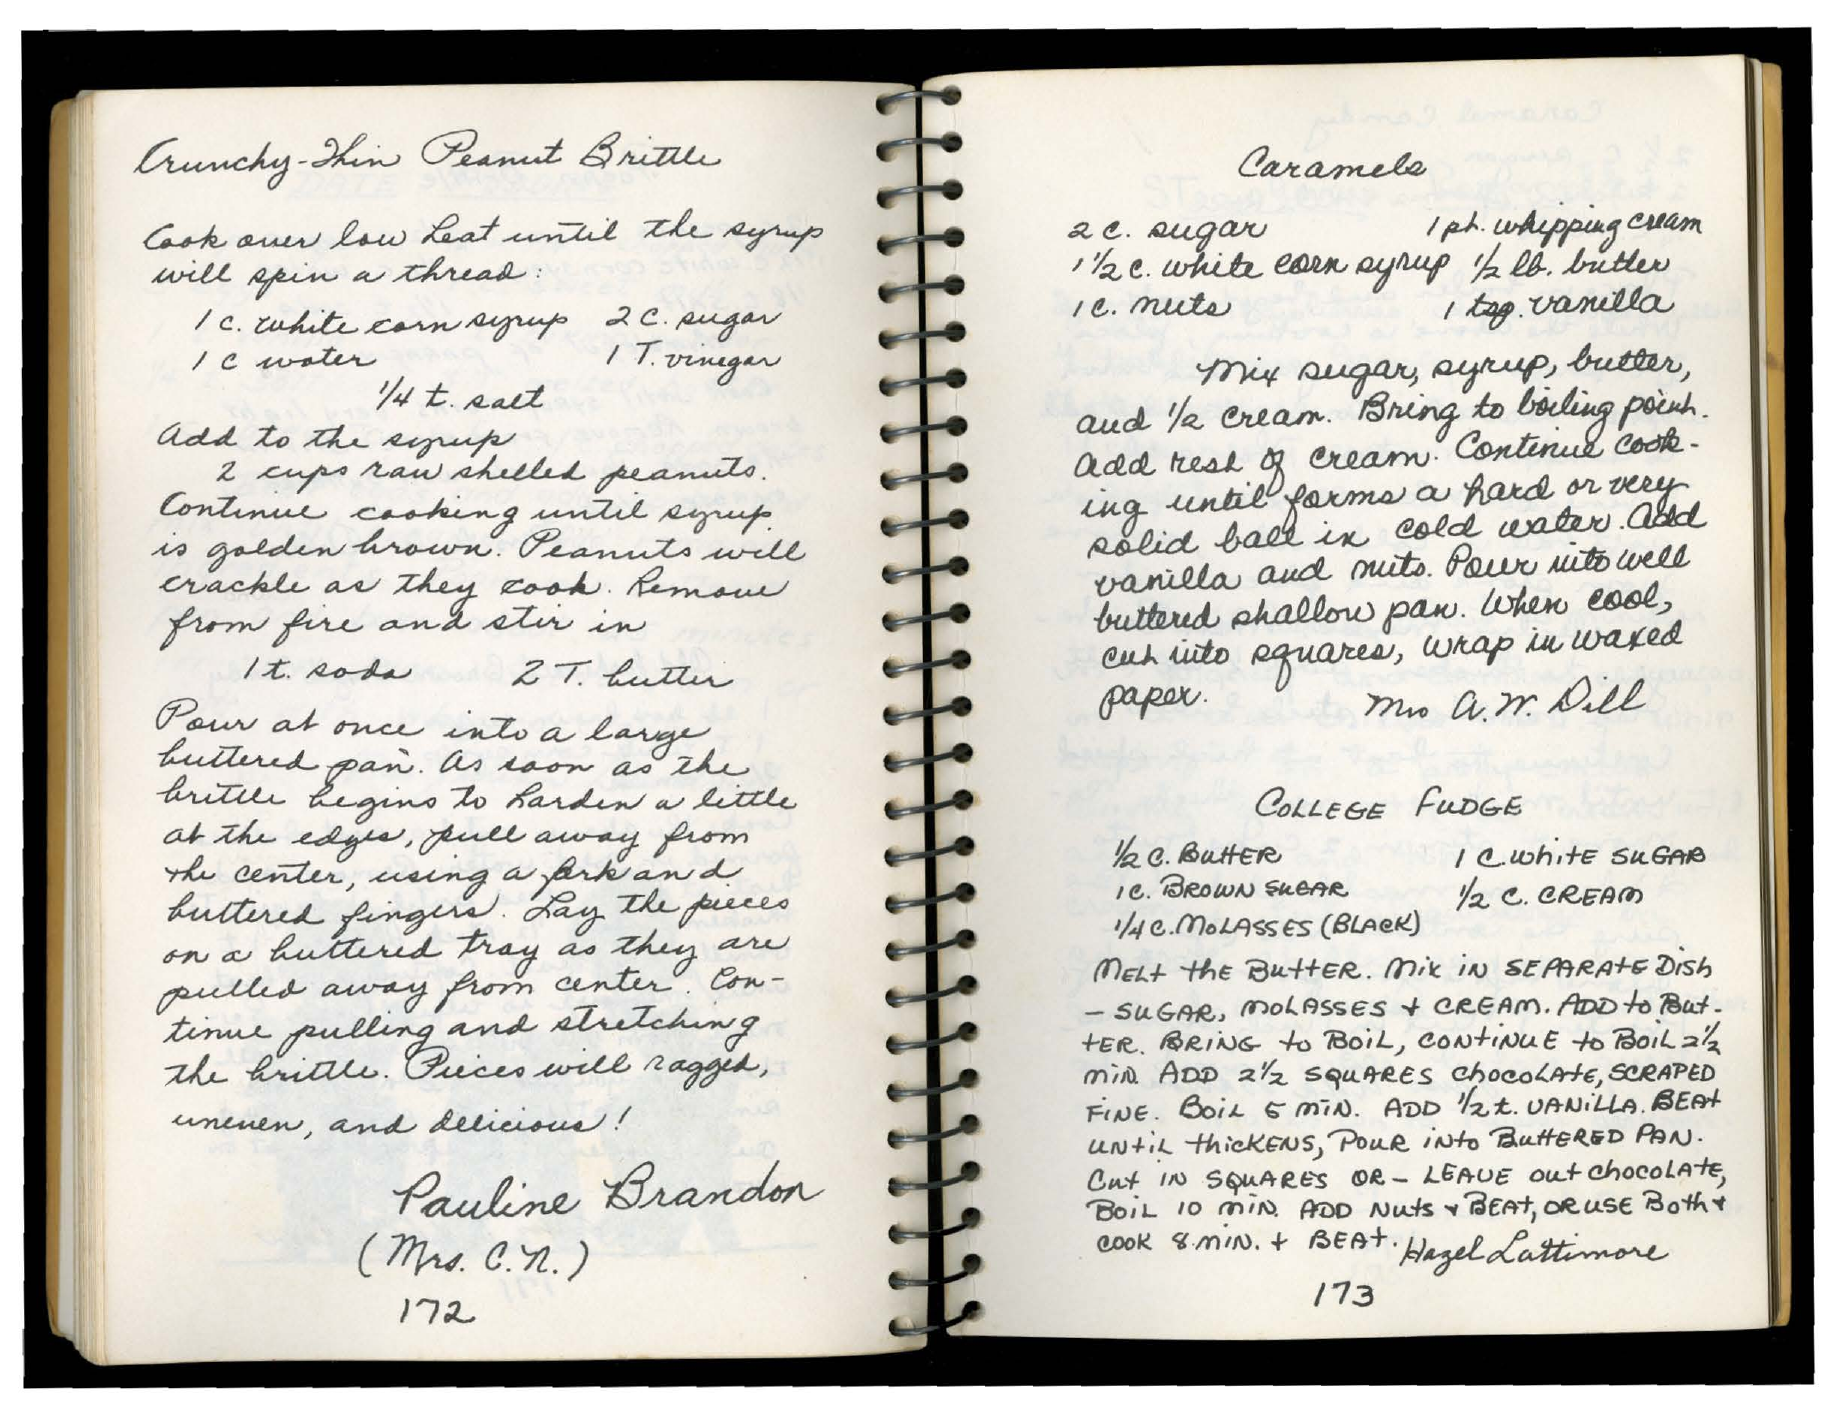 Crunchy-Thin Peanut Brittle
Cook over low heat until the syrup
will spin a thread:
1 c. white corn syrup 2 C. sugar
1 c water 1 T. vinegar
1/4 t. salt
Add to the syrup
2 cups raw shelled peanuts.
Continue cooking until syrup
is golden brown. Peanuts will
crackle as they cook. Remove
from fire and stir in
1 t. soda 2 T. butter
Pour at once into a large
buttered pan. As soon as the
brittle begins to harden a little
at the edges, pull away from
the center, using a fork and
buttered fingers. Lay the pieces
on a buttered tray as they are
pulled away from center. Con-
tinue pulling and stretching
the brittle. Pieces will ragged,
uneven, and delicious!
Pauline Brandon
(Mrs. C. N.)
172
Caramels
2 c. sugar 1 pt. whipping cream
1 1/2 c. white corn syrup 1/2 lb. butter
1 c. nuts 1 tsp. vanilla
Mix sugar, syrup, butter,
and 1/2 cream. Bring to boiling point.
Add rest of cream. Continue cook-
ing until forms a hard or very
solid ball in cold water. Add
vanilla and nuts. Pour into well
buttered shallow pan. When cool,
cut into squares, wrap in waxed
paper.
Mrs A. W. Dill
COLLEGE FUDGE
1/2 C. BUTTER 1 C. WHITE SUGAR
1 C. BROWN SUGAR 1/2 C. CREAM
1/4 C. MOLASSES (BLACK)
MELT THE BUTTER. MIX IN SEPARATE DISH
- SUGAR, MOLASSES + CREAM. ADD TO BUT-
TER. BRING TO BOIL, CONTINUE TO BOIL 2 1/2
MIN. ADD 2 1/2 SQUARES CHOCOLATE, SCRAPED
FINE. BOIL 5 MIN. ADD 1/2 t. VANILLA. BEAT
UNTIL THICKENS, POUR INTO BUTTERED PAN.
CUT IN SQUARES OR - LEAVE OUT CHOCOLATE,
BOIL 10 MIN. ADD NUTS + BEAT, OR USE BOTH +
COOK 8 MIN. + BEAT. Hazel Lattimore
173